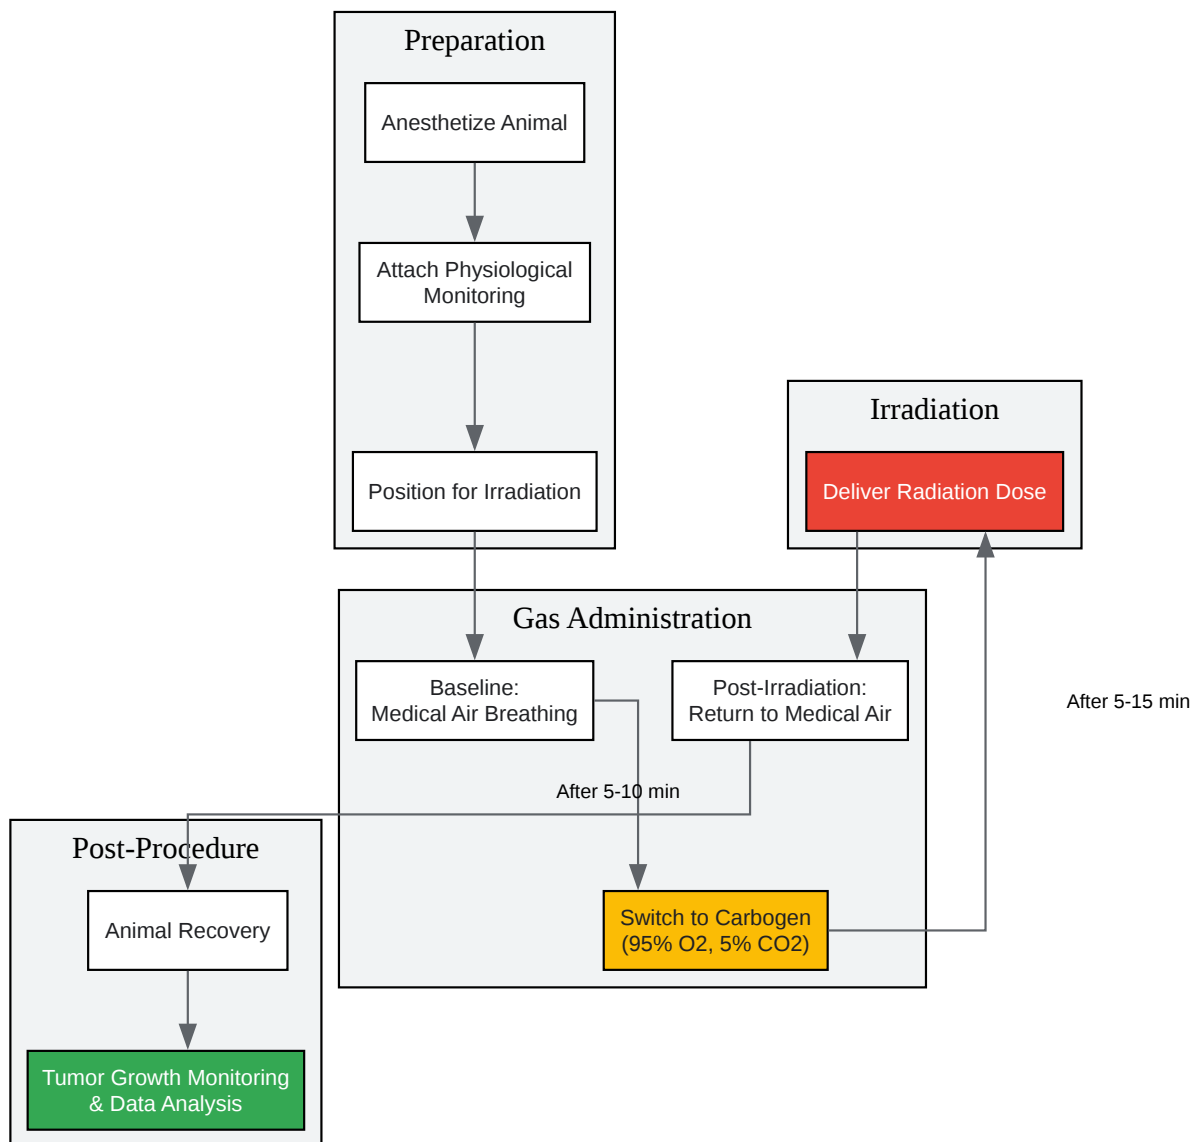 Preparation
Anesthetize Animal
Attach Physiological
Monitoring
Position for Irradiation
Irradiation
Deliver Radiation Dose
Gas Administration
Baseline:
Medical Air Breathing
Post-Irradiation:
Return to Medical Air
After 5-15 min
After 5-10 min
Switch to Carbogen
(95% O2, 5% CO2)
Post-Procedure
Animal Recovery
Tumor Growth Monitoring
& Data Analysis